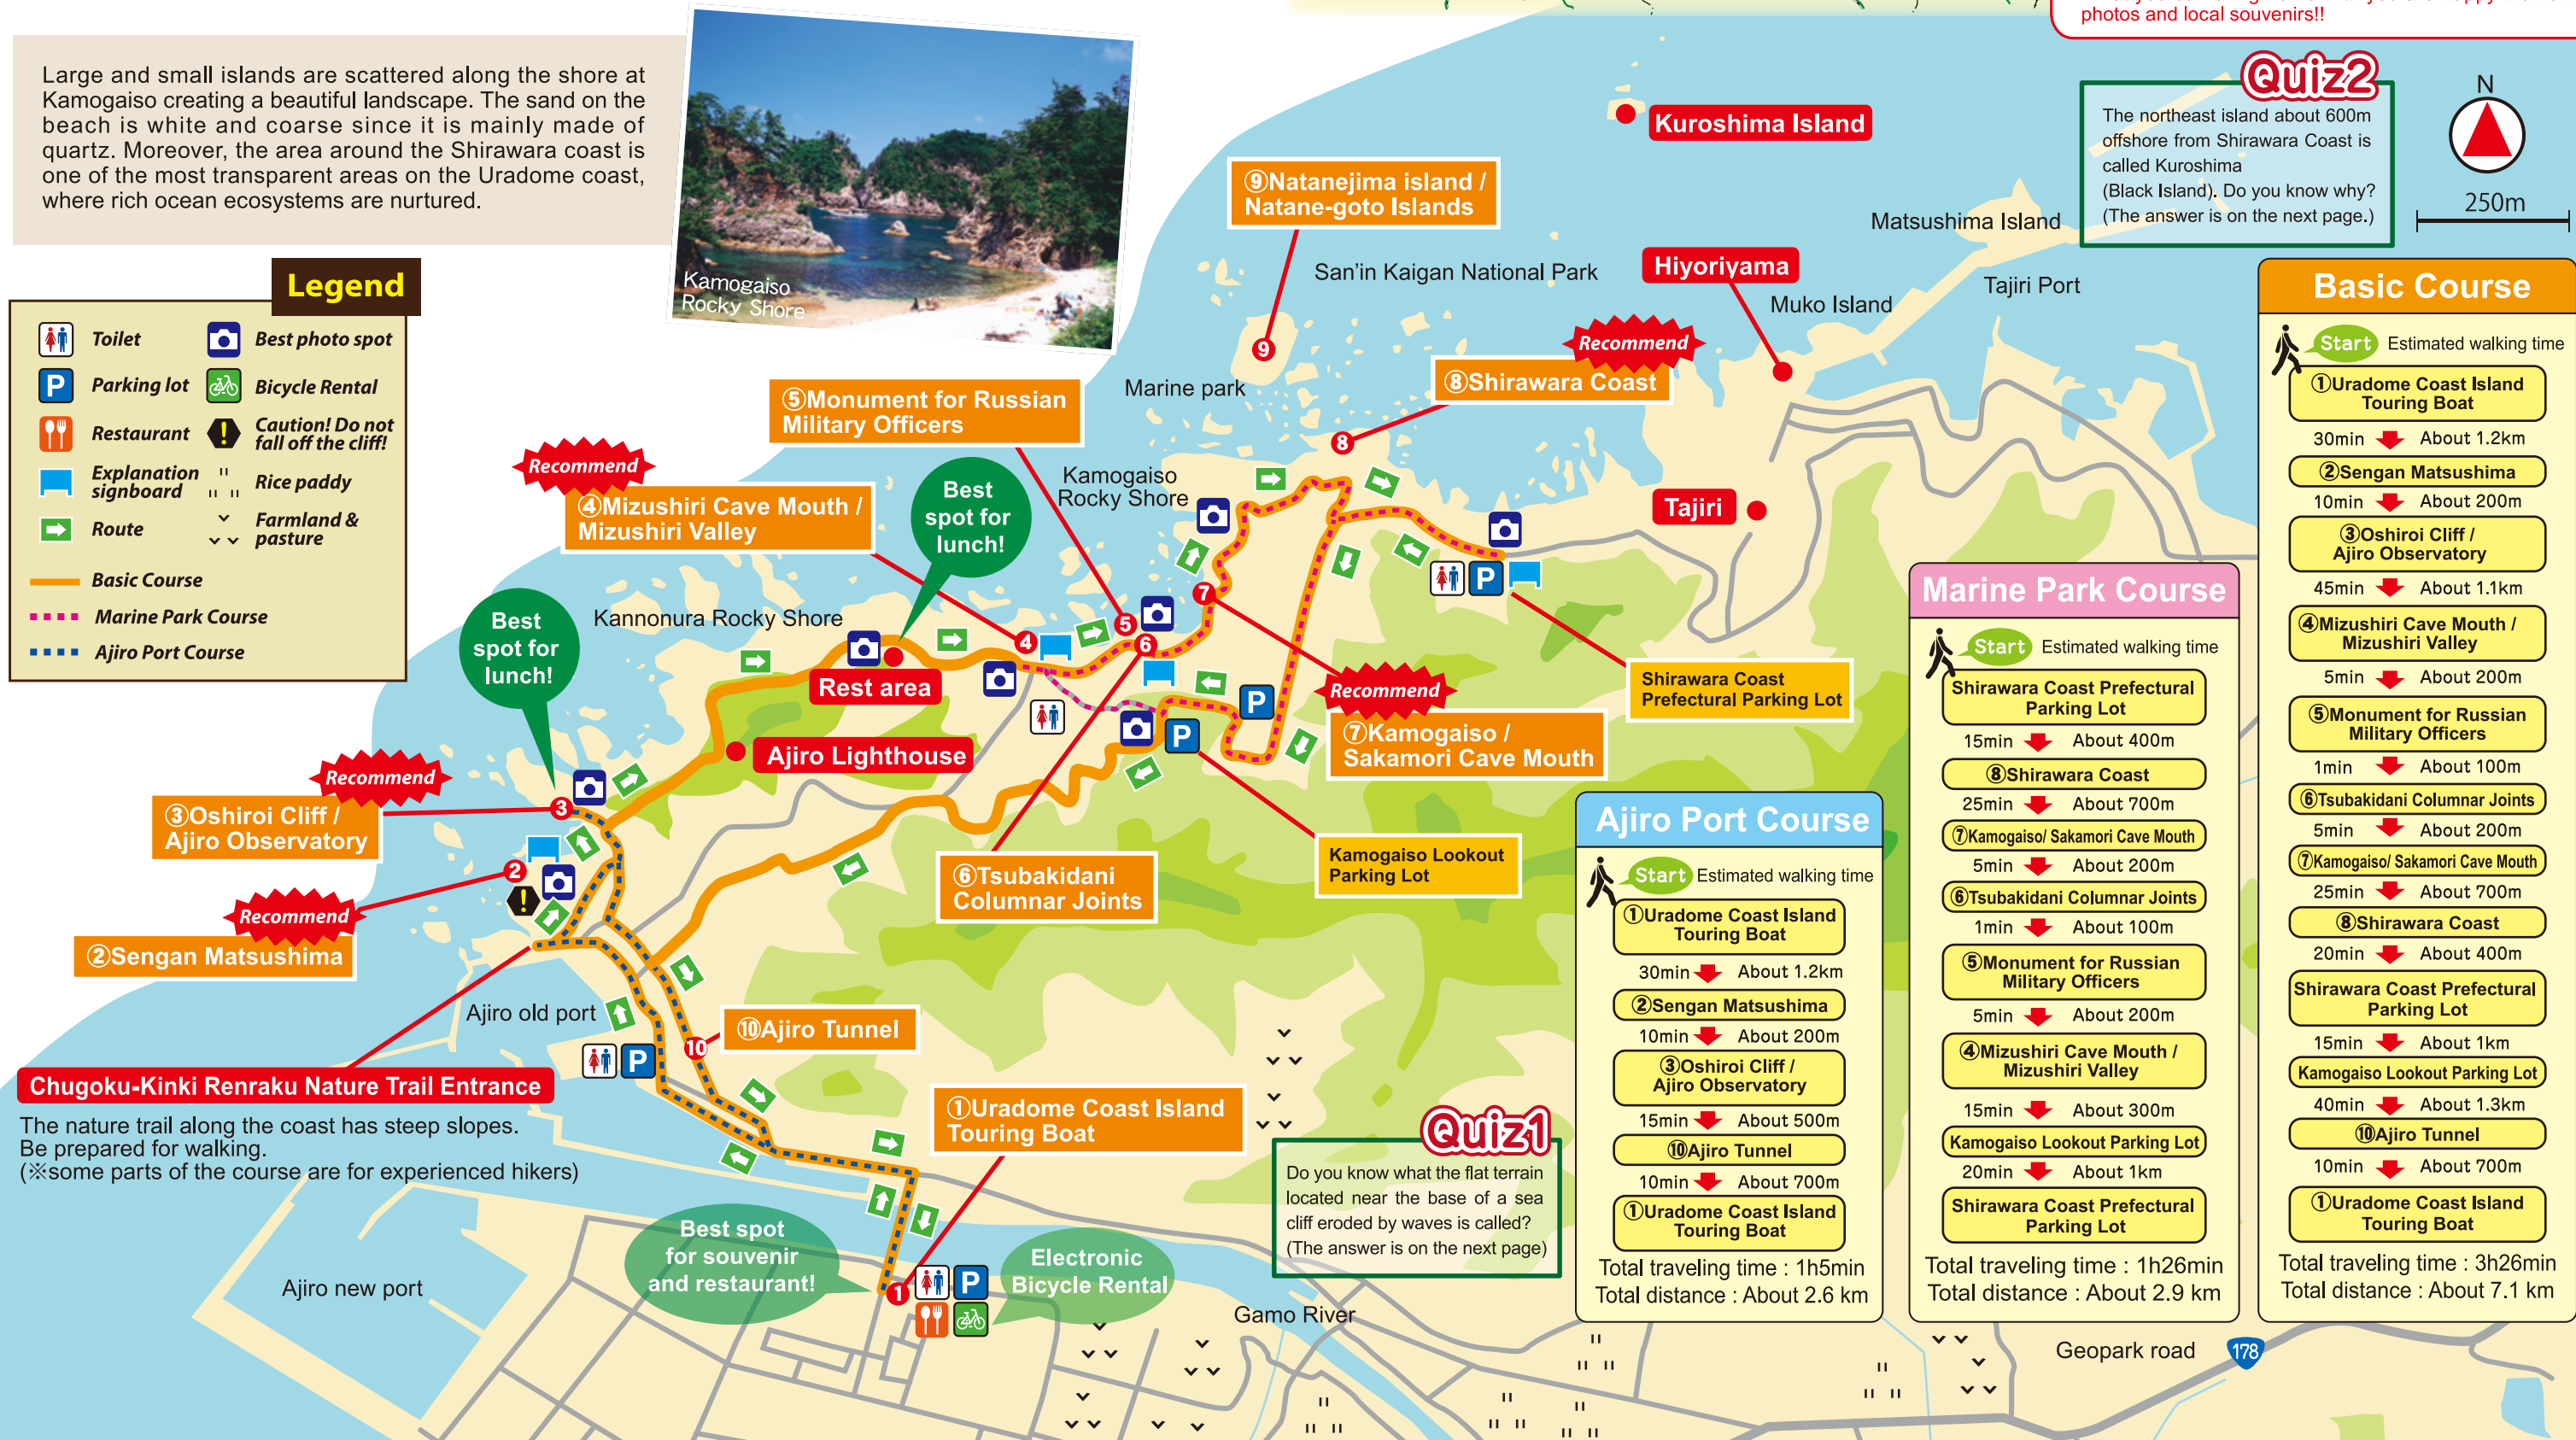 photos and local souvenirs!!
Large and small islands are scattered along the shore at
Kamogaiso creating a beautiful landscape. The sand on the
beach is white and coarse since it is mainly made of
quartz. Moreover, the area around the Shirawara coast is
one of the most transparent areas on the Uradome coast,
where rich ocean ecosystems are nurtured.
Kamogaiso
Rocky Shore
Quiz2
The northeast island about 600m
offshore from Shirawara Coast is
called Kuroshima
(Black Island). Do you know why?
(The answer is on the next page.)
N
250m
Legend
Toilet
Best photo spot
Parking lot
Bicycle Rental
Restaurant
Caution! Do not
fall off the cliff!
Explanation
signboard
Rice paddy
Route
Farmland &
pasture
Basic Course
Marine Park Course
Ajiro Port Course
Kuroshima Island
⑨Natanejima island /
Natane-goto Islands
San'in Kaigan National Park
Hiyoriyama
Matsushima Island
Muko Island
Tajiri Port
9
Marine park
Recommend
⑧Shirawara Coast
8
⑤Monument for Russian
Military Officers
Kamogaiso
Rocky Shore
Tajiri
Recommend
④Mizushiri Cave Mouth /
Mizushiri Valley
Best
spot for
lunch!
Best
spot for
lunch!
Kannonura Rocky Shore
4
5
6
7
P
Rest area
Shirawara Coast
Prefectural Parking Lot
Recommend
⑦Kamogaiso /
Sakamori Cave Mouth
P
P
Ajiro Lighthouse
Recommend
③Oshiroi Cliff /
Ajiro Observatory
3
2
!
Recommend
②Sengan Matsushima
⑥Tsubakidani
Columnar Joints
Kamogaiso Lookout
Parking Lot
Ajiro old port
P
10
⑩Ajiro Tunnel
Chugoku-Kinki Renraku Nature Trail Entrance
The nature trail along the coast has steep slopes.
Be prepared for walking.
(※some parts of the course are for experienced hikers)
①Uradome Coast Island
Touring Boat
Quiz1
Do you know what the flat terrain
located near the base of a sea
cliff eroded by waves is called?
(The answer is on the next page)
Best spot
for souvenir
and restaurant!
1
P
Electronic
Bicycle Rental
Ajiro new port
Gamo River
Geopark road
178
Ajiro Port Course
Start
Estimated walking time
①Uradome Coast Island
Touring Boat
30min About 1.2km
②Sengan Matsushima
10min About 200m
③Oshiroi Cliff /
Ajiro Observatory
15min About 500m
⑩Ajiro Tunnel
10min About 700m
①Uradome Coast Island
Touring Boat
Total traveling time : 1h5min
Total distance : About 2.6 km
Marine Park Course
Start
Estimated walking time
Shirawara Coast Prefectural
Parking Lot
15min About 400m
⑧Shirawara Coast
25min About 700m
⑦Kamogaiso/ Sakamori Cave Mouth
5min About 200m
⑥Tsubakidani Columnar Joints
1min About 100m
⑤Monument for Russian
Military Officers
5min About 200m
④Mizushiri Cave Mouth /
Mizushiri Valley
15min About 300m
Kamogaiso Lookout Parking Lot
20min About 1km
Shirawara Coast Prefectural
Parking Lot
Total traveling time : 1h26min
Total distance : About 2.9 km
Basic Course
Start
Estimated walking time
①Uradome Coast Island
Touring Boat
30min About 1.2km
②Sengan Matsushima
10min About 200m
③Oshiroi Cliff /
Ajiro Observatory
45min About 1.1km
④Mizushiri Cave Mouth /
Mizushiri Valley
5min About 200m
⑤Monument for Russian
Military Officers
1min About 100m
⑥Tsubakidani Columnar Joints
5min About 200m
⑦Kamogaiso/ Sakamori Cave Mouth
25min About 700m
⑧Shirawara Coast
20min About 400m
Shirawara Coast Prefectural
Parking Lot
15min About 1km
Kamogaiso Lookout Parking Lot
40min About 1.3km
⑩Ajiro Tunnel
10min About 700m
①Uradome Coast Island
Touring Boat
Total traveling time : 3h26min
Total distance : About 7.1 km